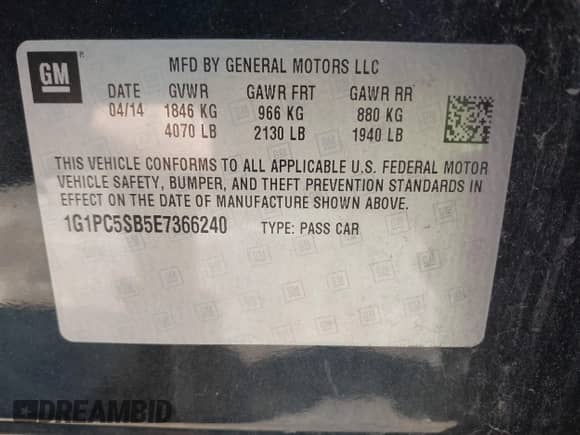 GM
MFD BY GENERAL MOTORS LLC
DATE GVWR GAWR FRT GAWR RR
04/14 1846 KG 966 KG 880 KG
4070 LB 2130 LB 1940 LB
THIS VEHICLE CONFORMS TO ALL APPLICABLE U.S. FEDERAL MOTOR
VEHICLE SAFETY, BUMPER, AND THEFT PREVENTION STANDARDS IN
EFFECT ON THE DATE OF MANUFACTURE SHOWN ABOVE.
1G1PC5SB5E7366240 TYPE: PASS CAR
DREAMBID